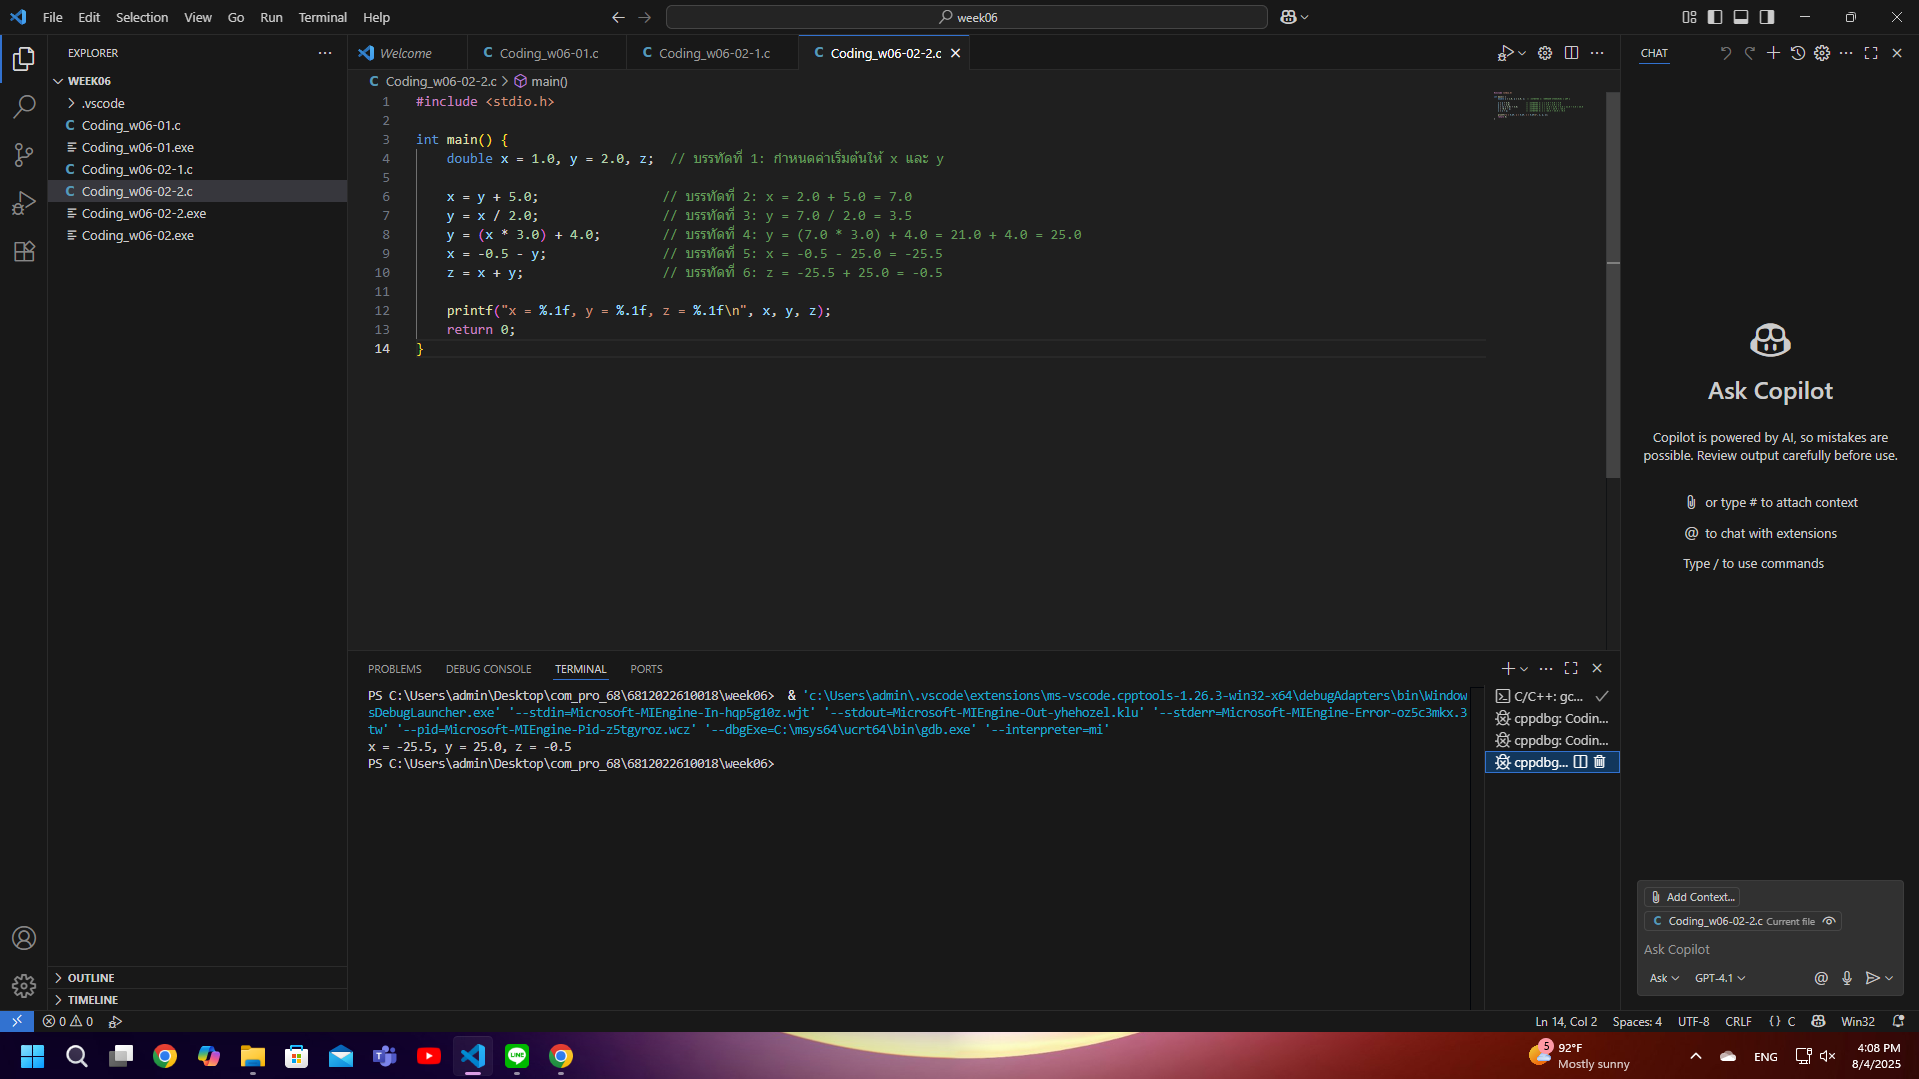 File Edit Selection View Go Run Terminal Help
week06
EXPLORER
WEEK06
.vscode
C Coding_w06-01.c
Coding_w06-01.exe
C Coding_w06-02-1.c
C Coding_w06-02-2.c
Coding_w06-02-2.exe
Coding_w06-02.exe
OUTLINE
TIMELINE
Welcome C Coding_w06-01.c C Coding_w06-02-1.c C Coding_w06-02-2.c
C Coding_w06-02-2.c > main()
1 #include <stdio.h>
2
3 int main() {
4 double x = 1.0, y = 2.0, z; // บรรทัดที่ 1: กำหนดค่าเริ่มต้นให้ x และ y
5
6 x = y + 5.0; // บรรทัดที่ 2: x = 2.0 + 5.0 = 7.0
7 y = x / 2.0; // บรรทัดที่ 3: y = 7.0 / 2.0 = 3.5
8 y = (x * 3.0) + 4.0; // บรรทัดที่ 4: y = (7.0 * 3.0) + 4.0 = 21.0 + 4.0 = 25.0
9 x = -0.5 - y; // บรรทัดที่ 5: x = -0.5 - 25.0 = -25.5
10 z = x + y; // บรรทัดที่ 6: z = -25.5 + 25.0 = -0.5
11
12 printf("x = %.1f, y = %.1f, z = %.1f\n", x, y, z);
13 return 0;
14 }
PROBLEMS DEBUG CONSOLE TERMINAL PORTS
PS C:\Users\admin\Desktop\com_pro_68\6812022610018\week06> & 'c:\Users\admin\.vscode\extensions\ms-vscode.cpptools-1.26.3-win32-x64\debugAdapters\bin\Window
sDebugLauncher.exe' '--stdin=Microsoft-MIEngine-In-hqp5g10z.wjt' '--stdout=Microsoft-MIEngine-Out-yhehozel.klu' '--stderr=Microsoft-MIEngine-Error-oz5c3mkx.3
tw' '--pid=Microsoft-MIEngine-Pid-z5tgyroz.wcz' '--dbgExe=C:\msys64\ucrt64\bin\gdb.exe' '--interpreter=mi'
x = -25.5, y = 25.0, z = -0.5
PS C:\Users\admin\Desktop\com_pro_68\6812022610018\week06>
C/C++: gc...
cppdbg: Codin...
cppdbg: Codin...
cppdbg...
CHAT
Ask Copilot
Copilot is powered by AI, so mistakes are
possible. Review output carefully before use.
or type # to attach context
@ to chat with extensions
Type / to use commands
Add Context...
C Coding_w06-02-2.c Current file
Ask Copilot
Ask GPT-4.1
0 0
Ln 14, Col 2 Spaces: 4 UTF-8 CRLF {} C Win32
5
92°F
Mostly sunny
ENG
4:08 PM
8/4/2025